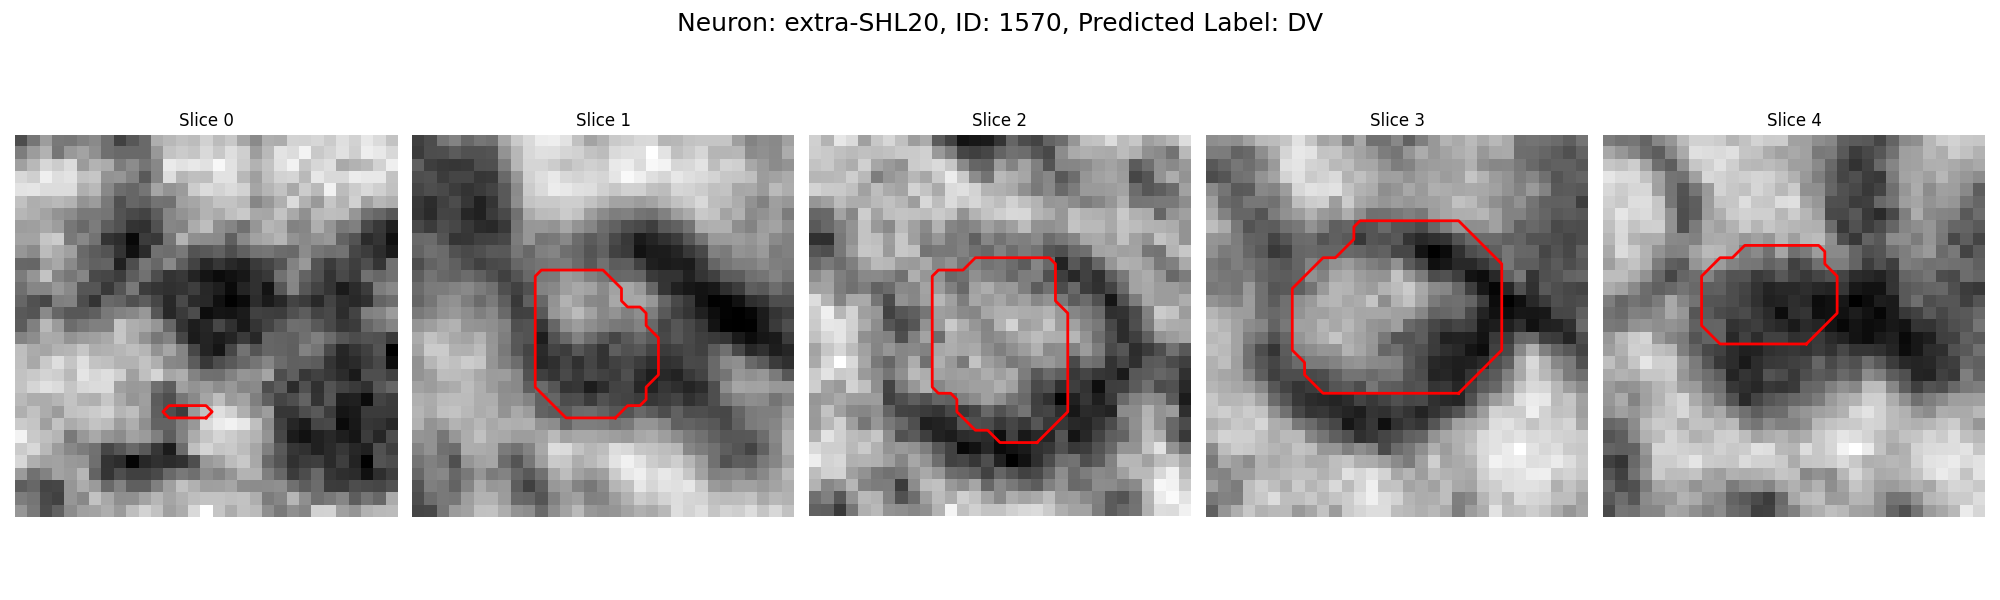 Neuron: extra-SHL20, ID: 1570, Predicted Label: DV
Slice 0
Slice 1
Slice 2
Slice 3
Slice 4